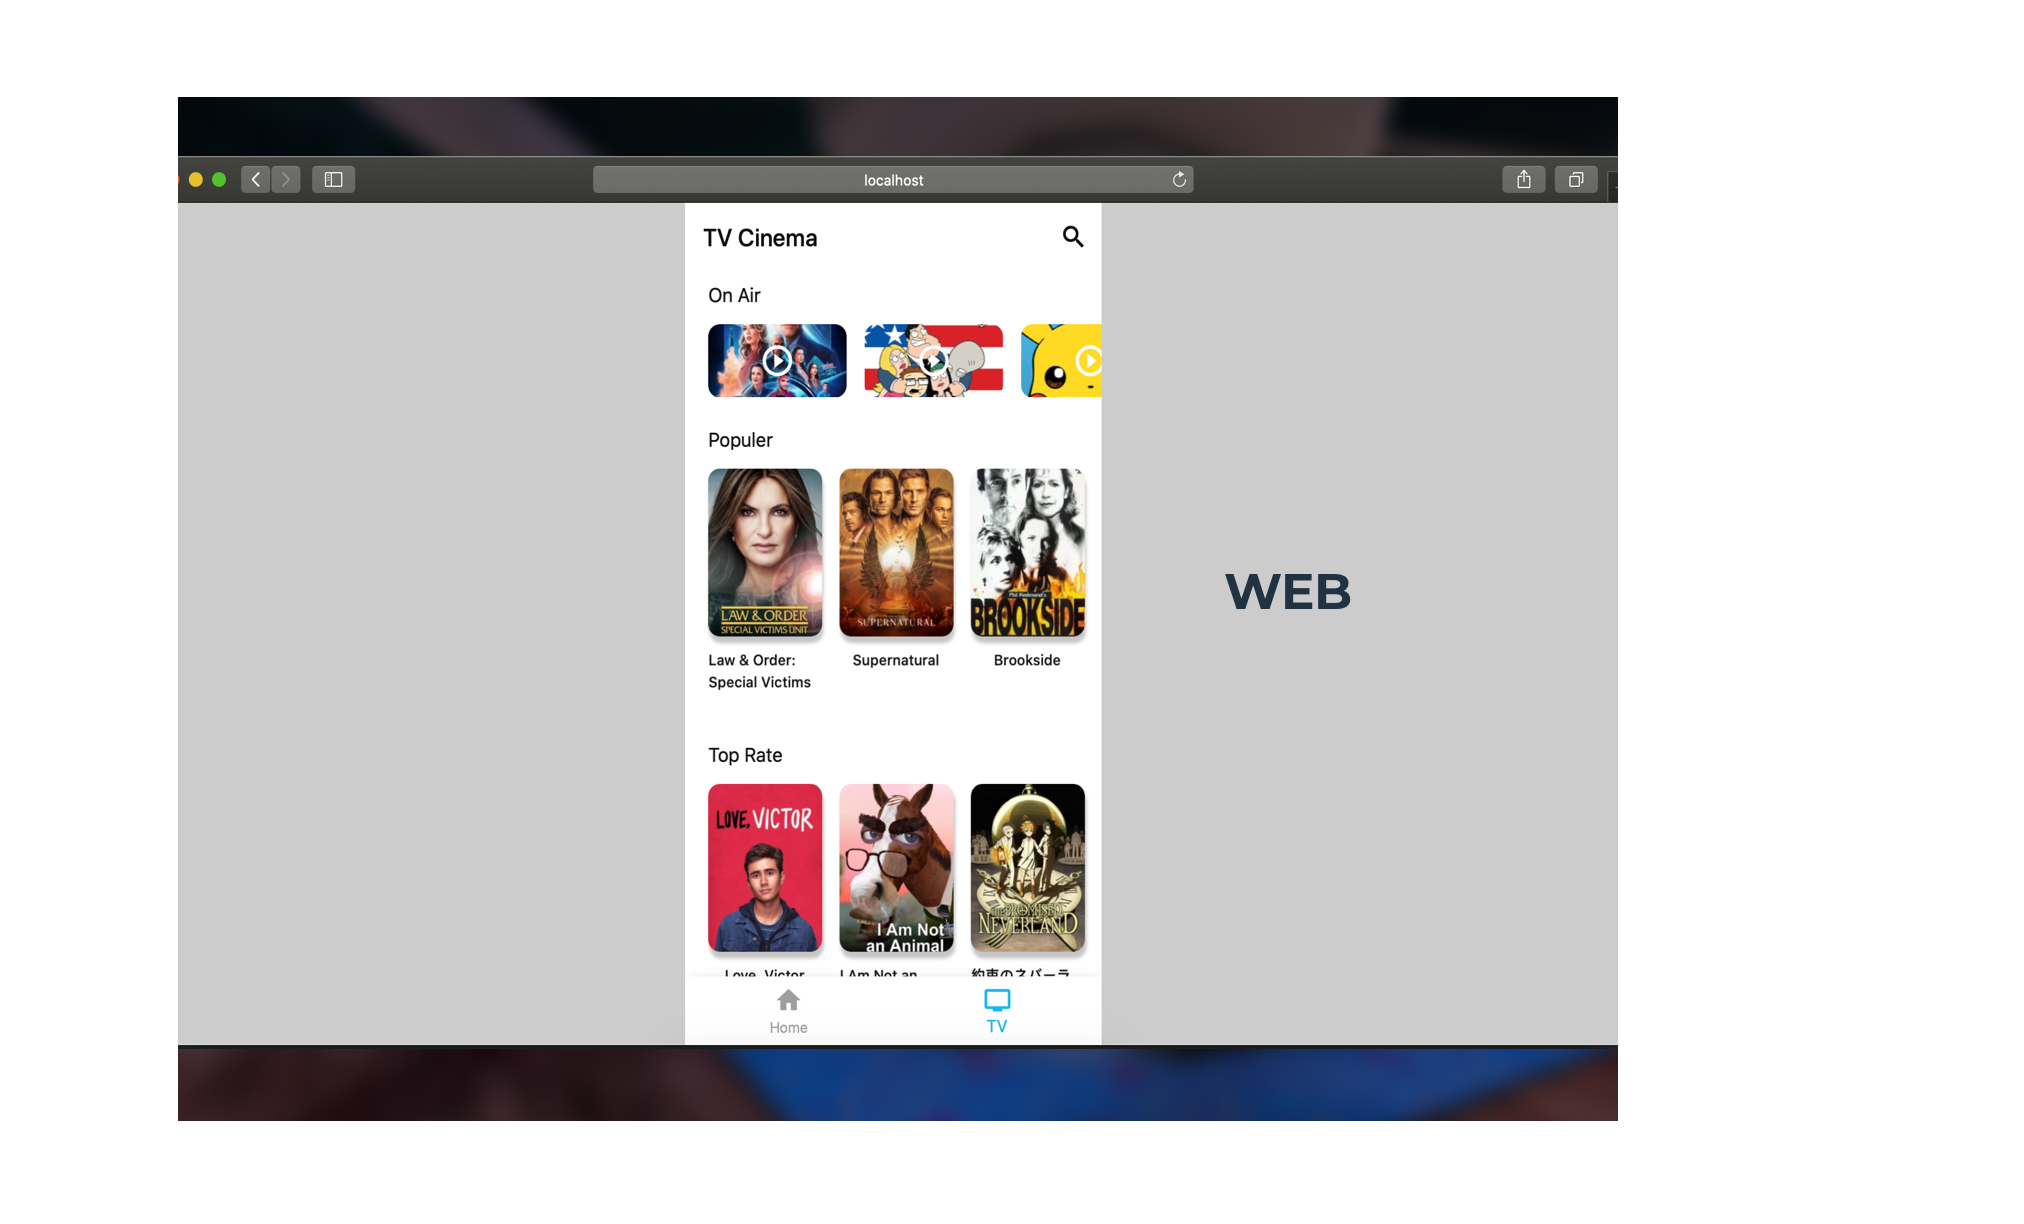 localhost
TV Cinema
On Air
Populer
LAW & ORDER
SPECIAL VICTIMS UNIT
SUPERNATURAL
BROOKSIDE
Law & Order:
Special Victims
Supernatural
Brookside
WEB
Top Rate
LOVE, VICTOR
I Am Not
an Animal
THE PROMISED
NEVERLAND
Love, Victor
I Am Not an
約束のネバーラ
Home
TV